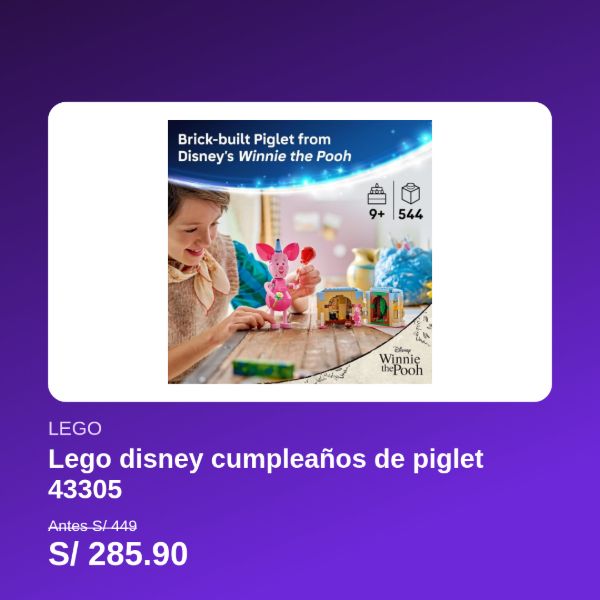 Brick-built Piglet from
Disney's Winnie the Pooh
9+ 544
Disney
Winnie
the Pooh
LEGO
Lego disney cumpleaños de piglet
43305
Antes S/ 449
S/ 285.90